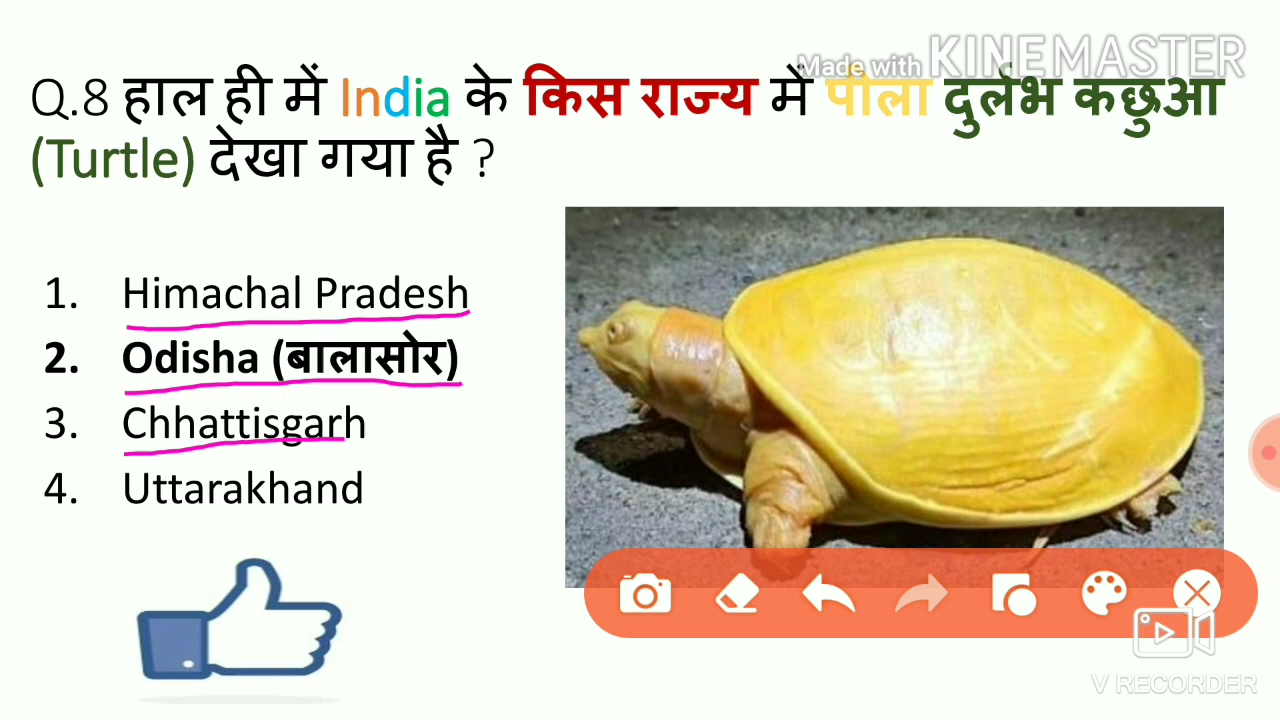 Made with KINEMASTER
Q.8 हाल ही में India के किस राज्य में पीला दुर्लभ कछुआ
(Turtle) देखा गया है ?
1. Himachal Pradesh
2. Odisha (बालासोर)
3. Chhattisgarh
4. Uttarakhand
V RECORDER